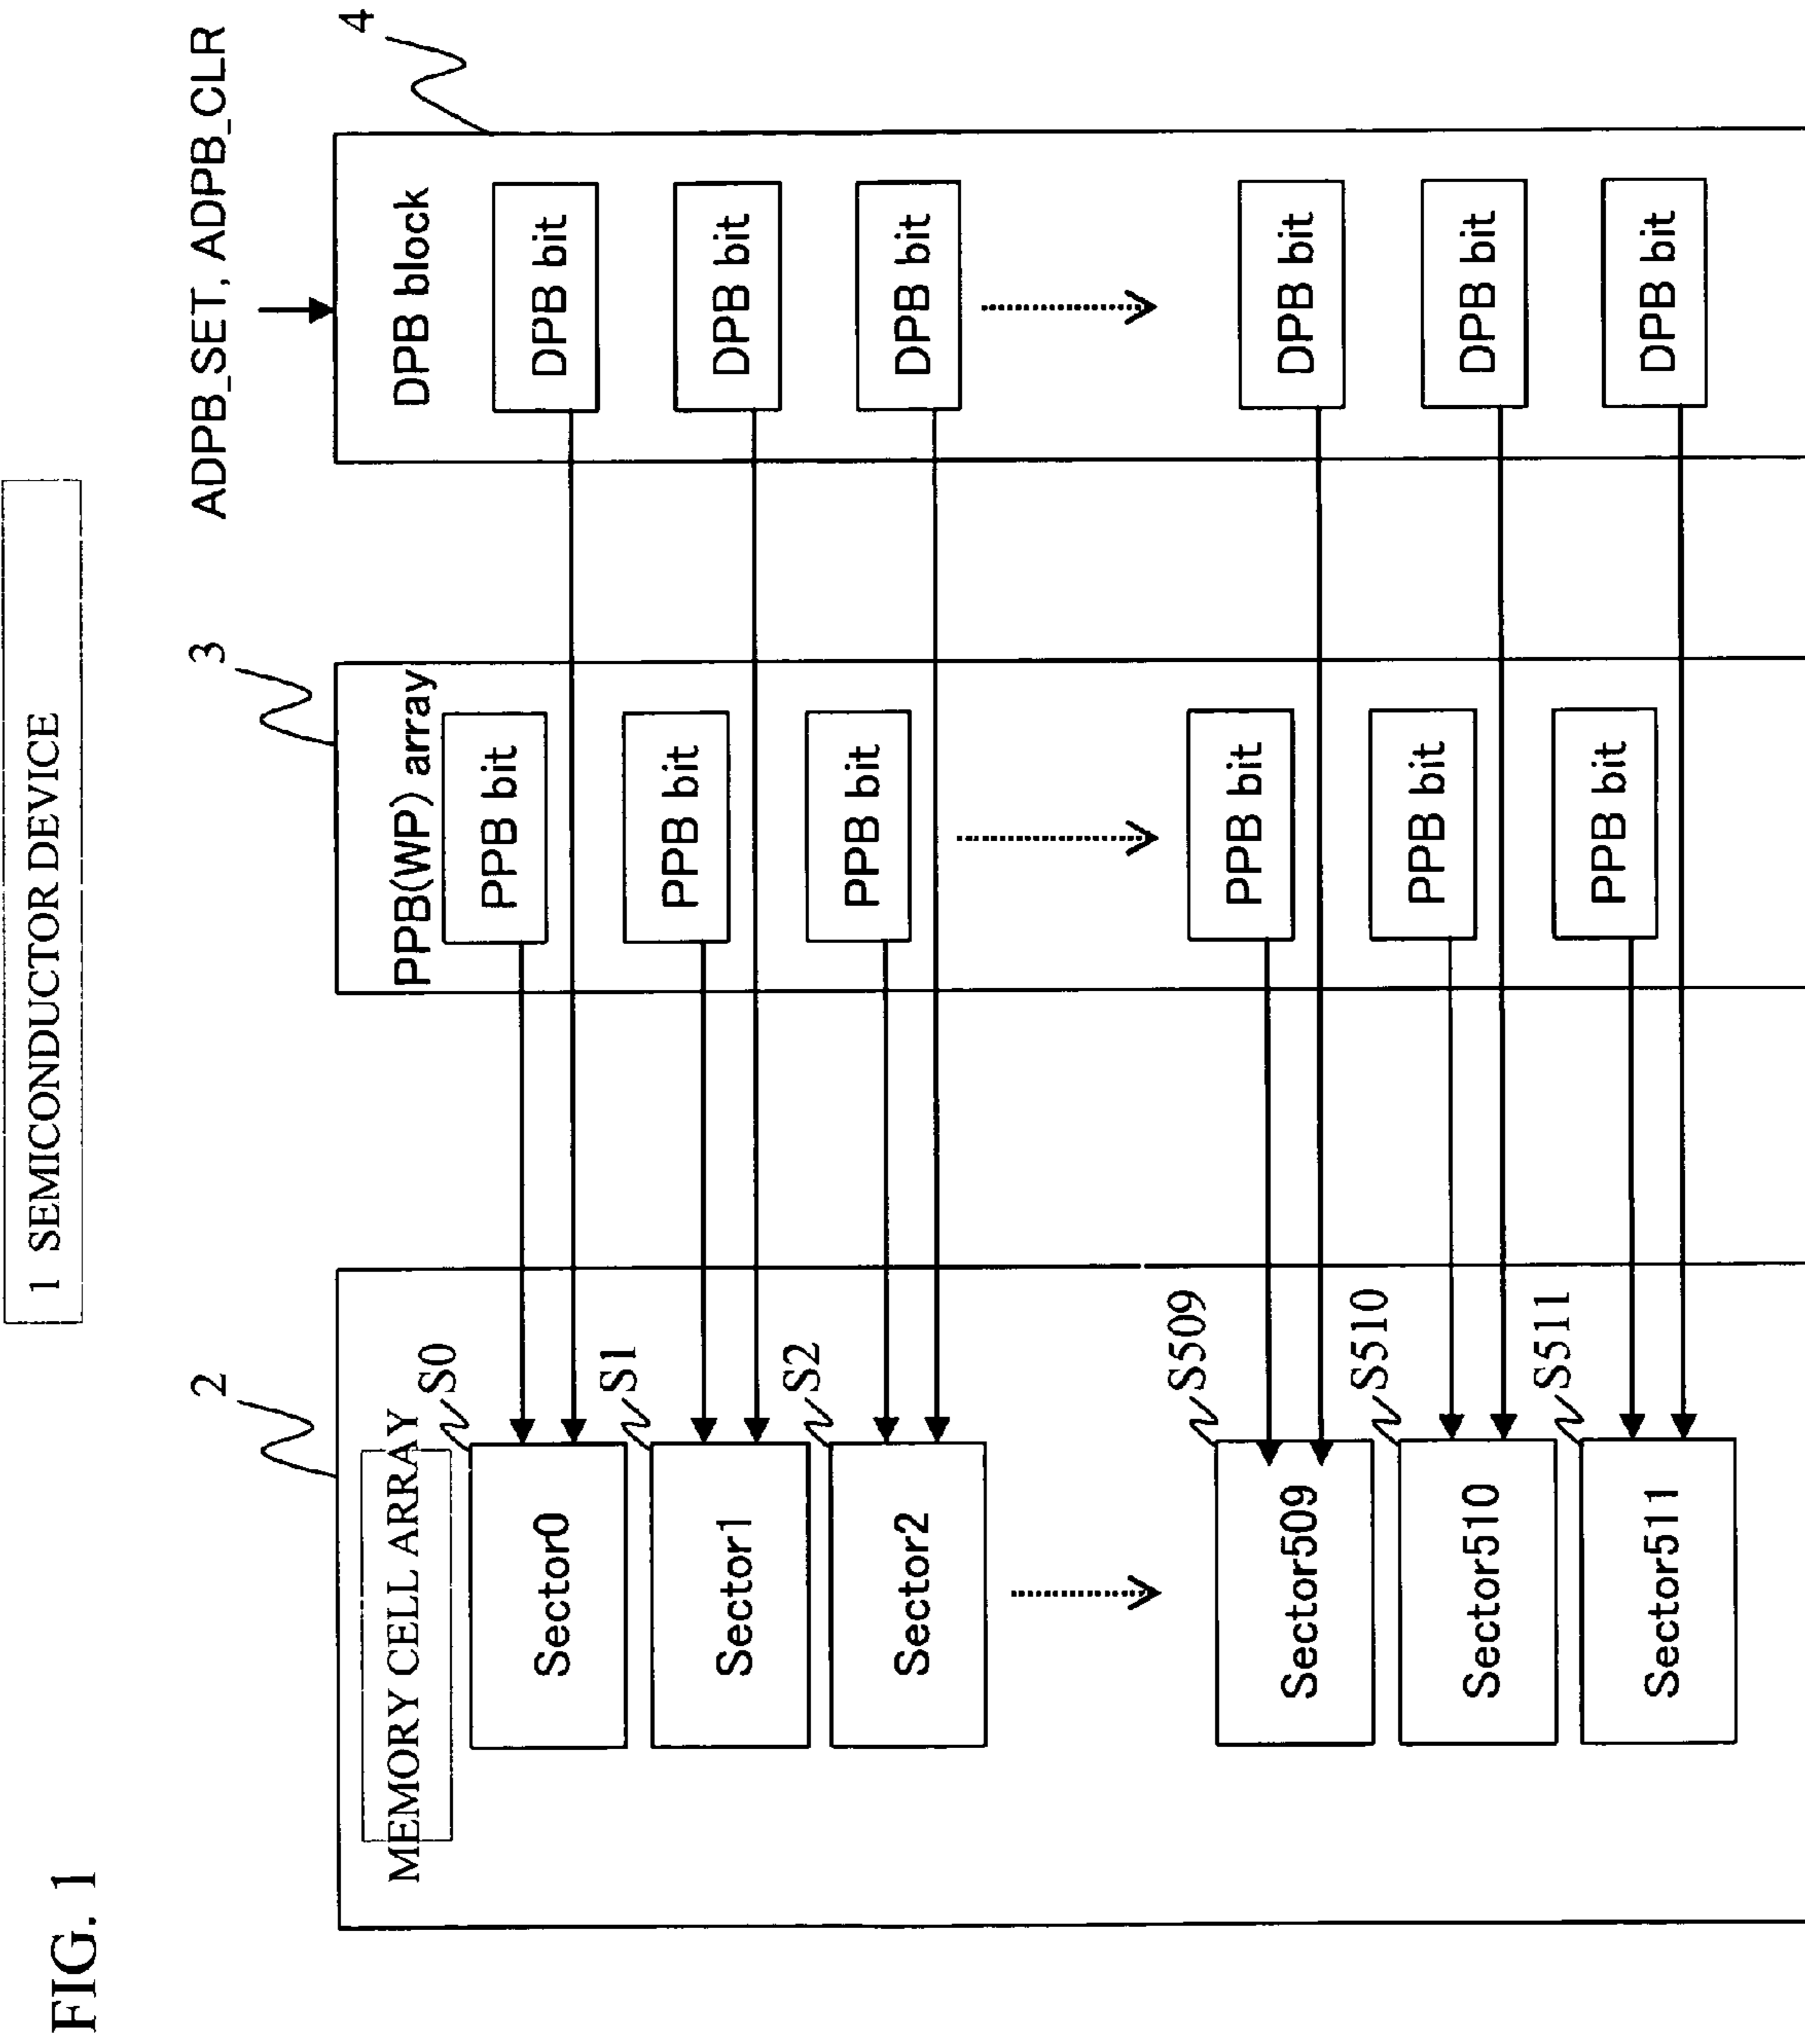 FIG. 1
1 SEMICONDUCTOR DEVICE
2
3
ADPB_SET, ADPB_CLR
4
MEMORY CELL ARRAY
PPB(WP) array
DPB block
S0
Sector0
PPB bit
DPB bit
S1
Sector1
PPB bit
DPB bit
S2
Sector2
PPB bit
DPB bit
S509
Sector509
PPB bit
DPB bit
S510
Sector510
PPB bit
DPB bit
S511
Sector511
PPB bit
DPB bit